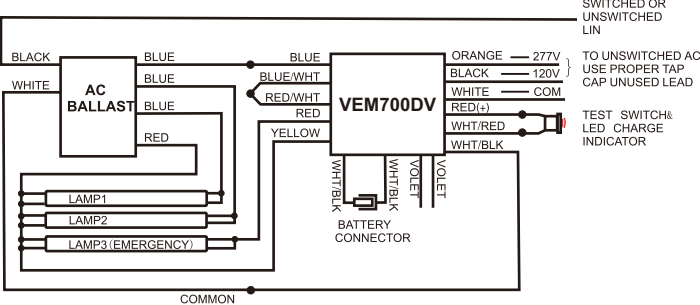 SWITCHED OR
UNSWITCHED
LIN
BLACK
BLUE
BLUE
ORANGE
277V
TO UNSWITCHED AC
USE PROPER TAP
CAP UNUSED LEAD
WHITE
BLUE
BLUE/WHT
BLACK
120V
AC
BALLAST
BLUE
RED/WHT
VEM700DV
WHITE
COM
RED
RED(+)
TEST SWITCH&
LED CHARGE
INDICATOR
RED
YELLOW
WHT/RED
WHT/BLK
WHT/BLK
WHT/BLK
VOLET
VOLET
LAMP1
LAMP2
LAMP3(EMERGENCY)
BATTERY
CONNECTOR
COMMON